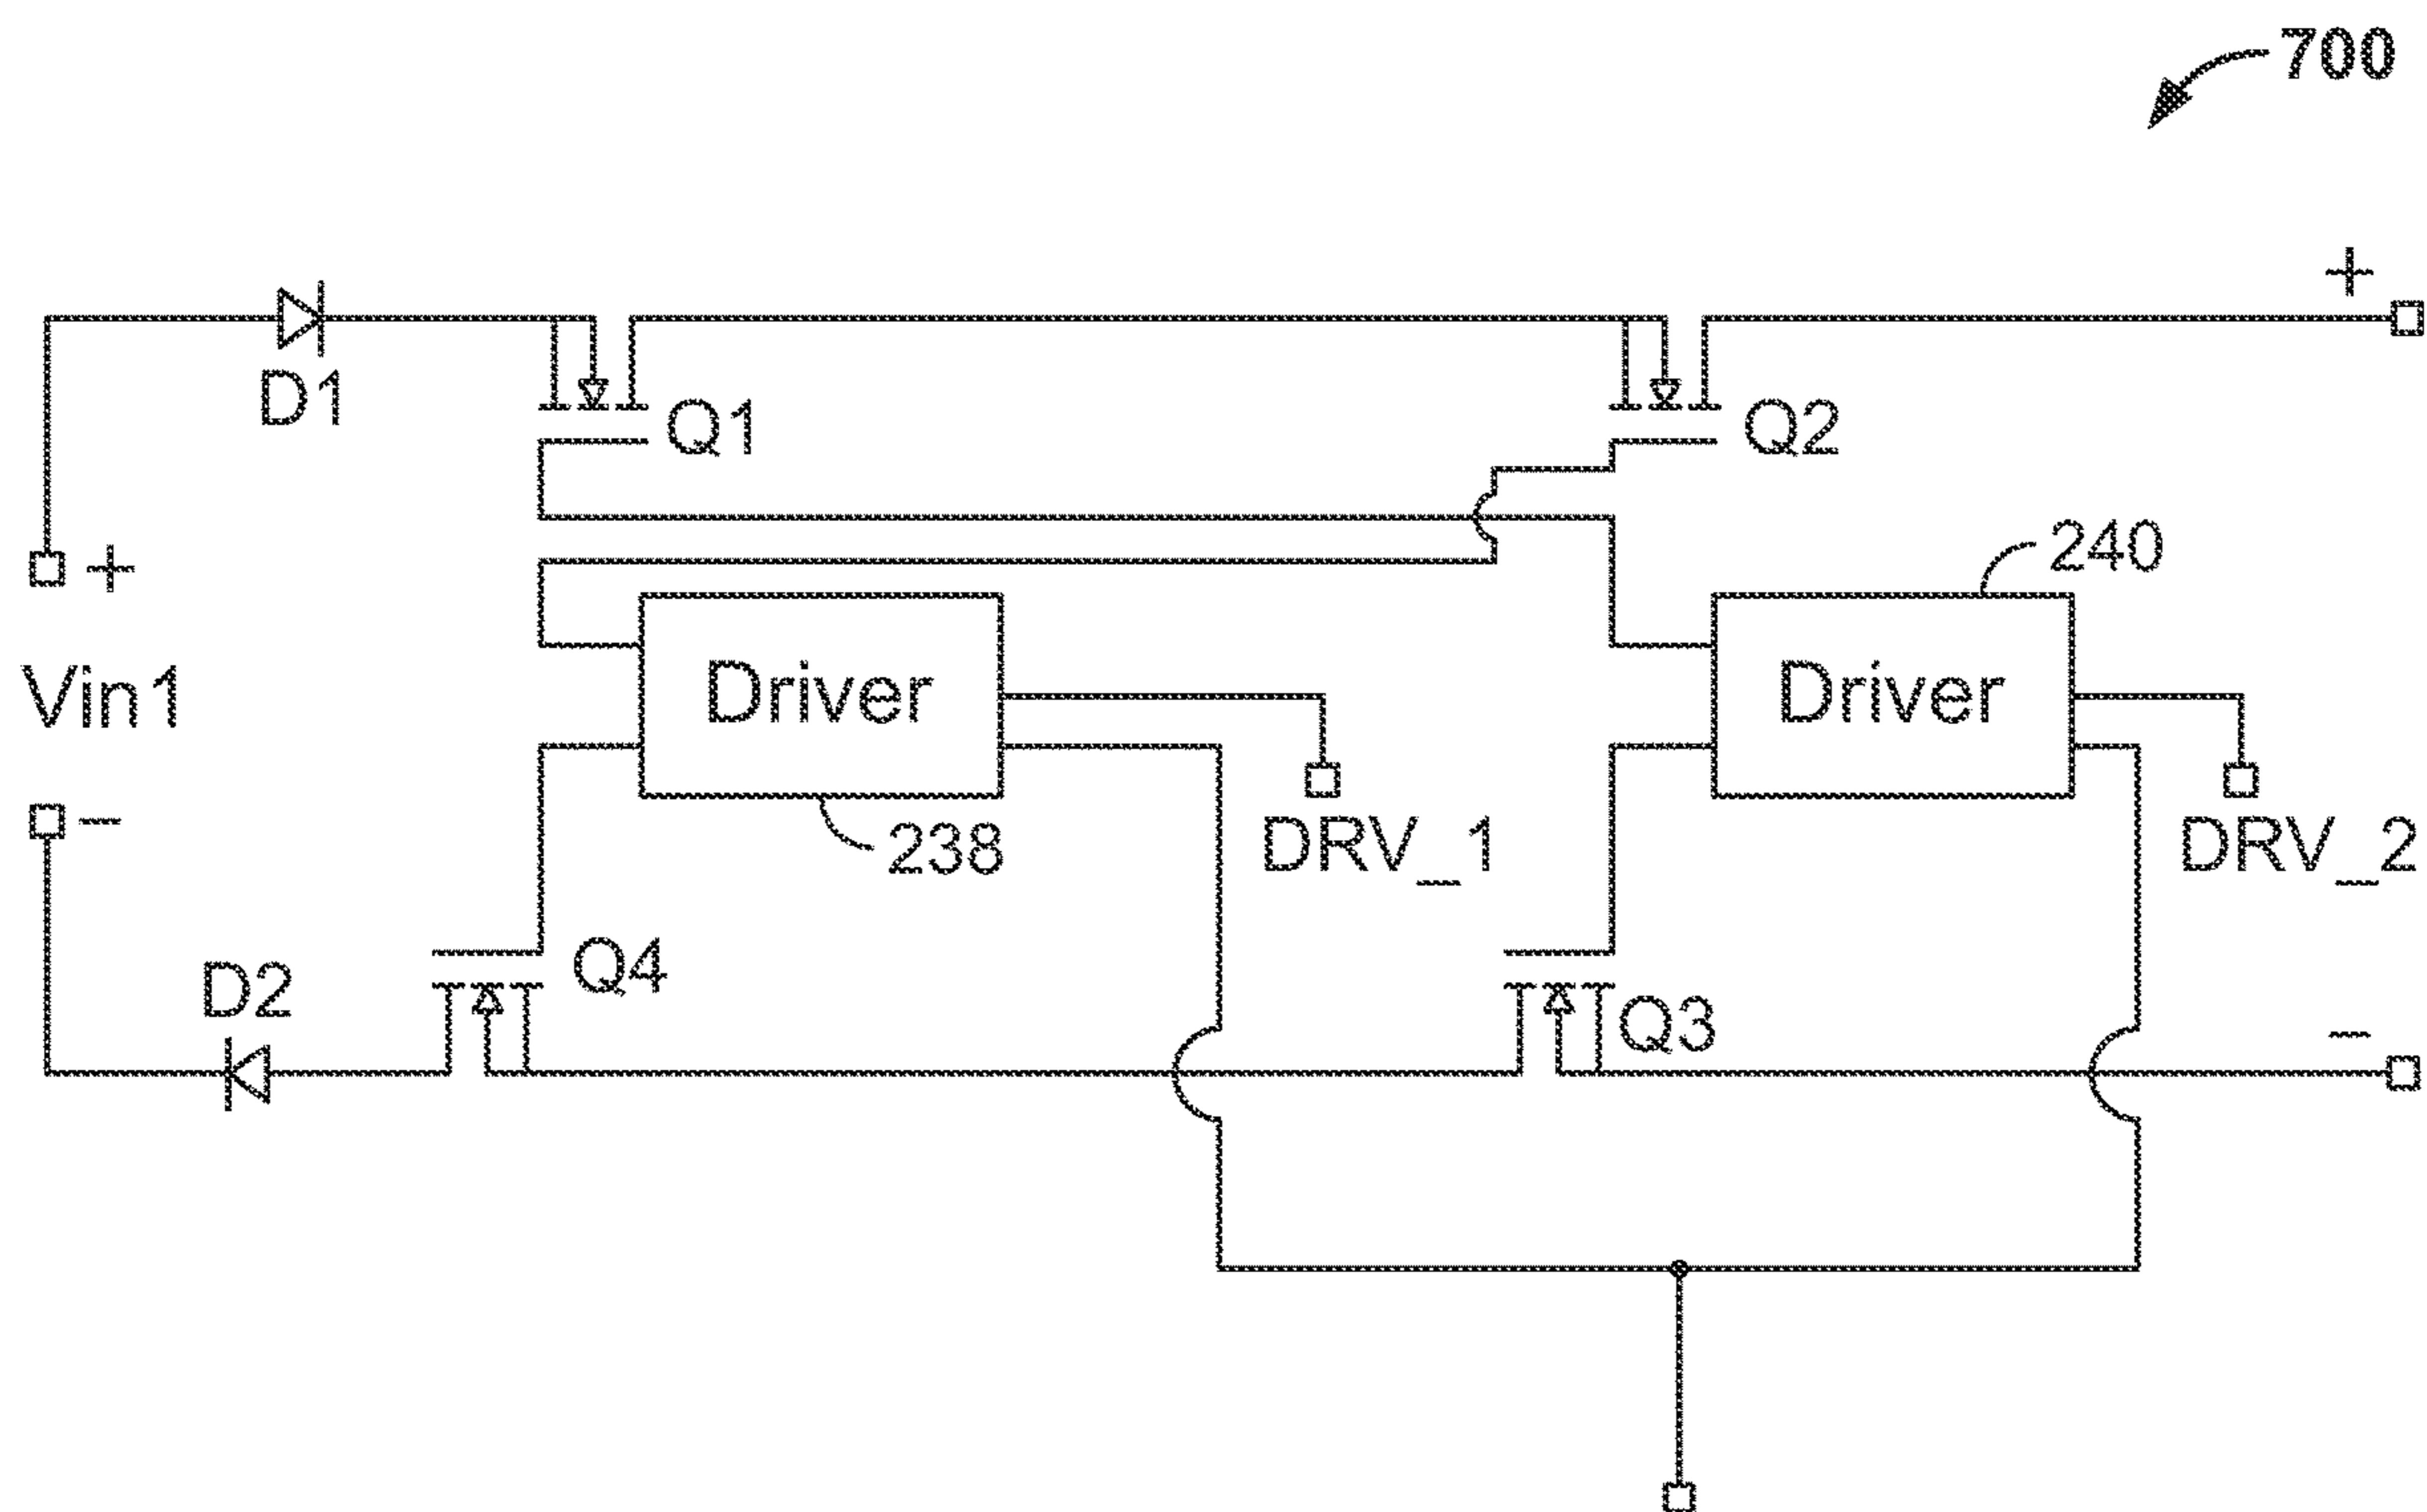 700
+
D1
Q1
Q2
+
240
Vin1
Driver
Driver
−
238
DRV_1
DRV_2
D2
Q4
Q3
−